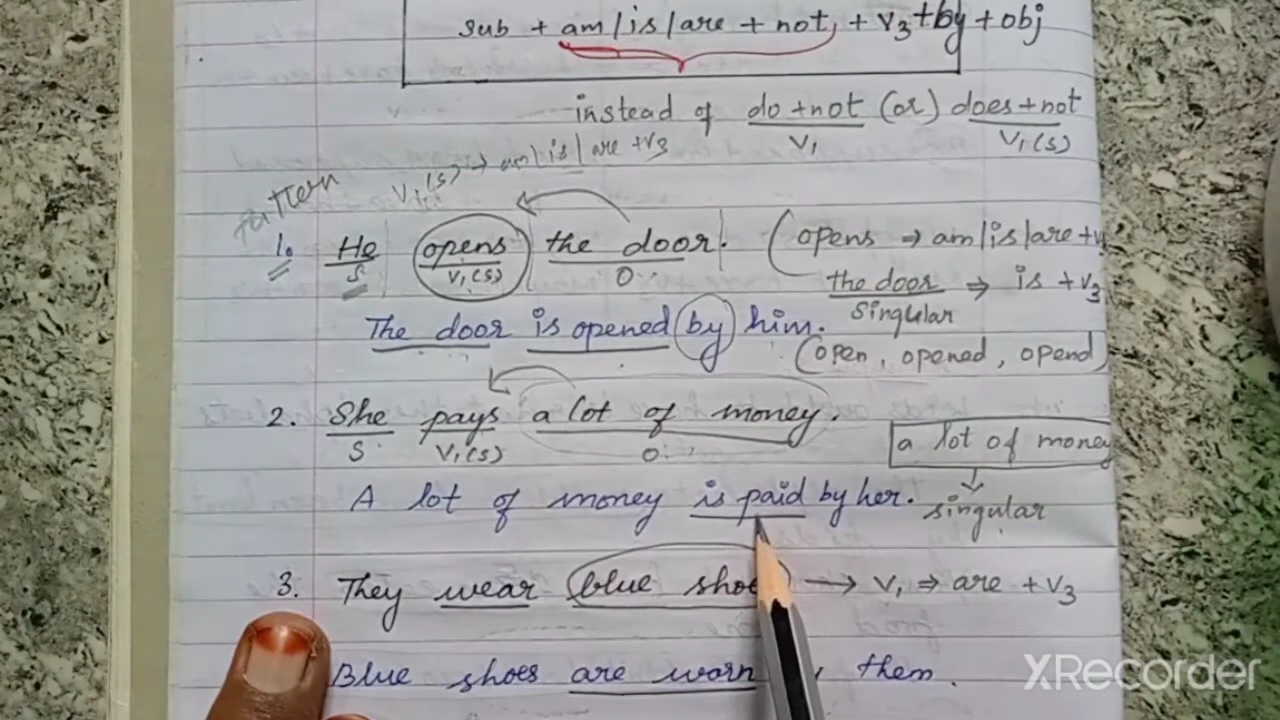 sub + am/is/are + not + v3 + by + obj
instead of do+not (or) does+not
V1 V1(s)
V1(s) → am/is/are +v3
Pattern
1. He opens the door. (opens ⇒ am/is/are+v
S V1(s) O
the door ⇒ is +v3
Singular
The door is opened by him.
(open, opened, opend)
2. She pays a lot of money.
S V1(s) O
a lot of money
A lot of money is paid by her. singular
3. They wear blue shoe → V1 ⇒ are +v3
Blue shoes are worn them.
XRecorder